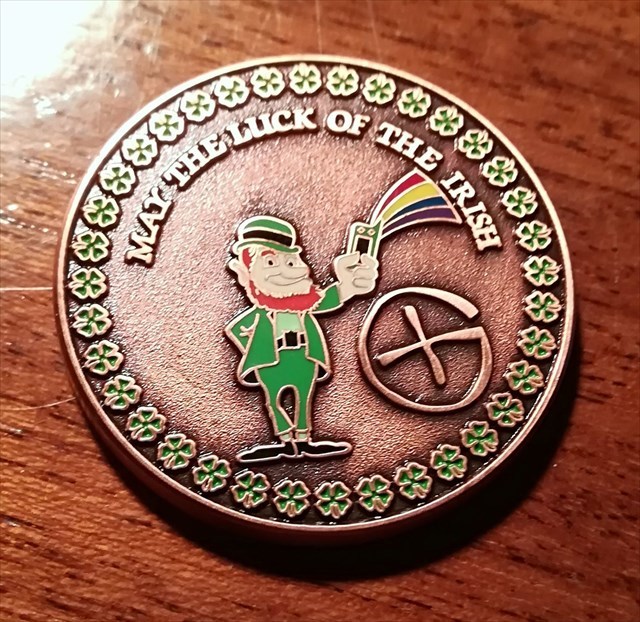 MAY THE LUCK OF THE IRISH